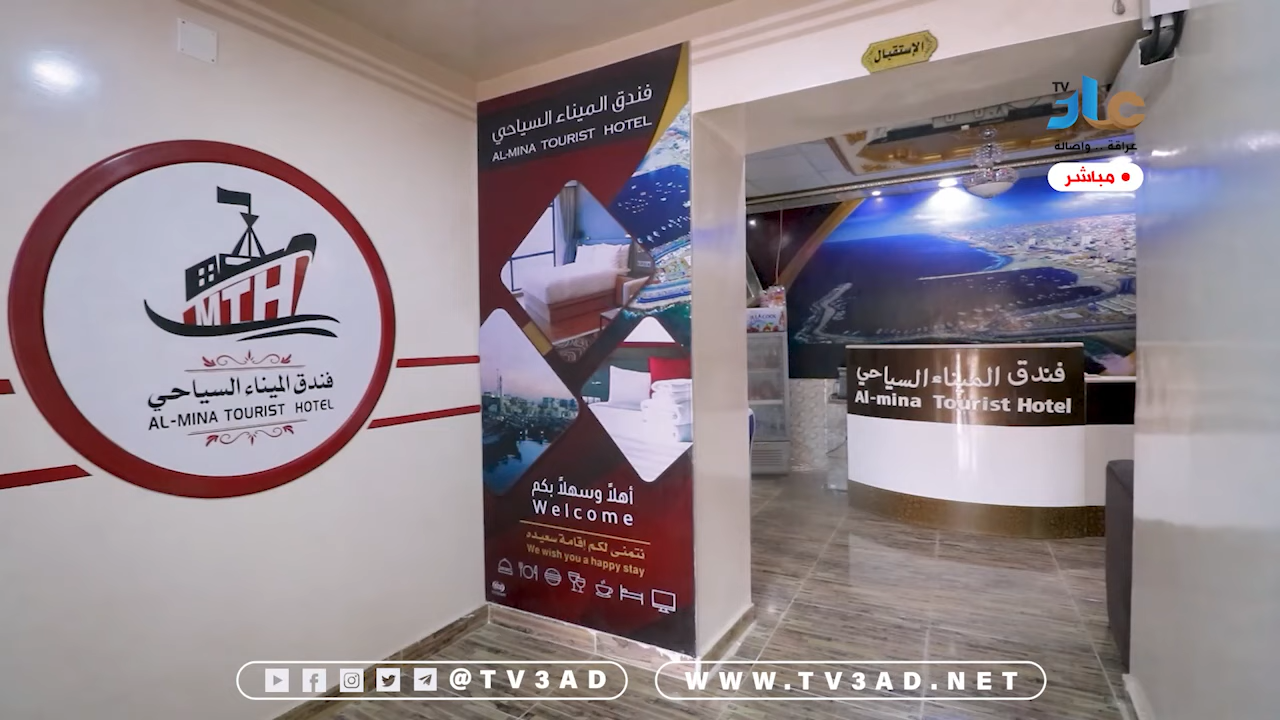 الإستقبال
TV
عاد
عراقة .. وأصالة
مباشر
فندق الميناء السياحي
AL-MINA TOURIST HOTEL
أهلاً وسهلاً بكم
Welcome
نتمنى لكم إقامة سعيده
We wish you a happy stay
MTH
فندق الميناء السياحي
AL-MINA TOURIST HOTEL
فندق الميناء السياحي
Al-mina Tourist Hotel
@TV3AD
WWW.TV3AD.NET